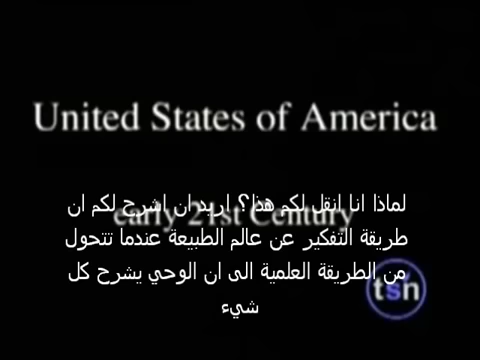 United States of America
early 21st Century
لماذا انا انقل لكم هذا؟، اريد ان اشرح لكم ان
طريقة التفكير عن عالم الطبيعة عندما تتحول
من الطريقة العلمية الى ان الوحي يشرح كل
شيء
tsn